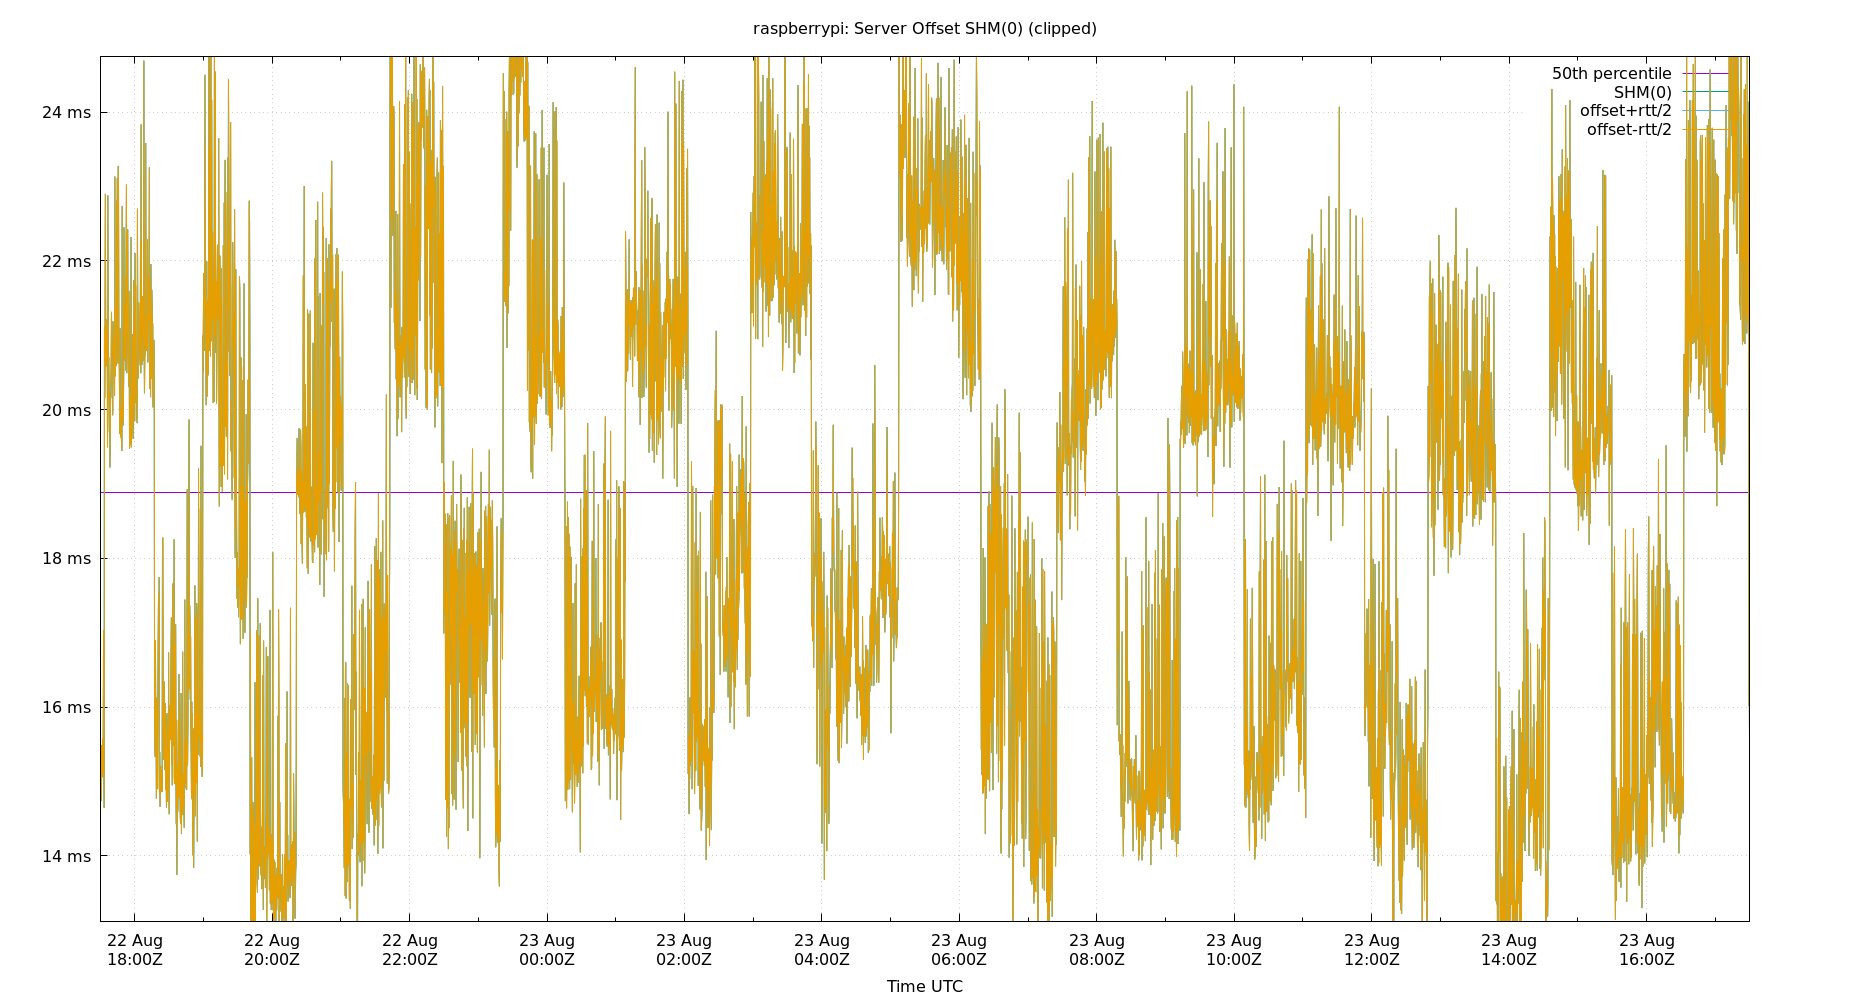 raspberrypi: Server Offset SHM(0) (clipped)
50th percentile
SHM(0)
offset+rtt/2
offset-rtt/2
24 ms
22 ms
20 ms
18 ms
16 ms
14 ms
22 Aug 22 Aug 22 Aug 23 Aug 23 Aug 23 Aug 23 Aug 23 Aug 23 Aug 23 Aug 23 Aug 23 Aug
18:00Z 20:00Z 22:00Z 00:00Z 02:00Z 04:00Z 06:00Z 08:00Z 10:00Z 12:00Z 14:00Z 16:00Z
Time UTC